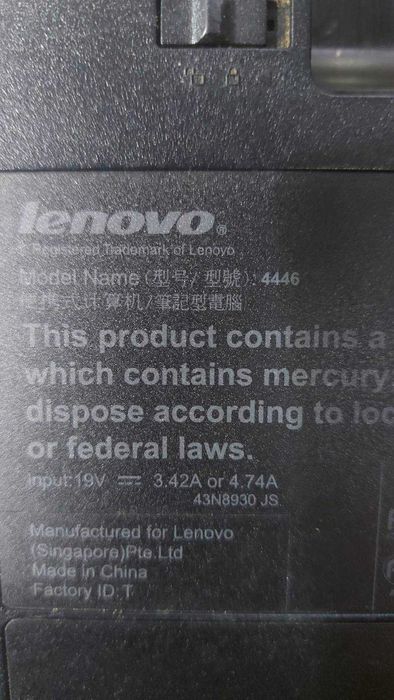 lenovo®
® Registered Trademark of Lenovo
Model Name (型号/型號): 4446
便携式计算机/筆記型電腦
This product contains a
which contains mercury
dispose according to loc
or federal laws.
Input: 19V ⎓ 3.42A or 4.74A
43N8930 JS
Manufactured for Lenovo
(Singapore)Pte.Ltd
Made in China
Factory ID: T